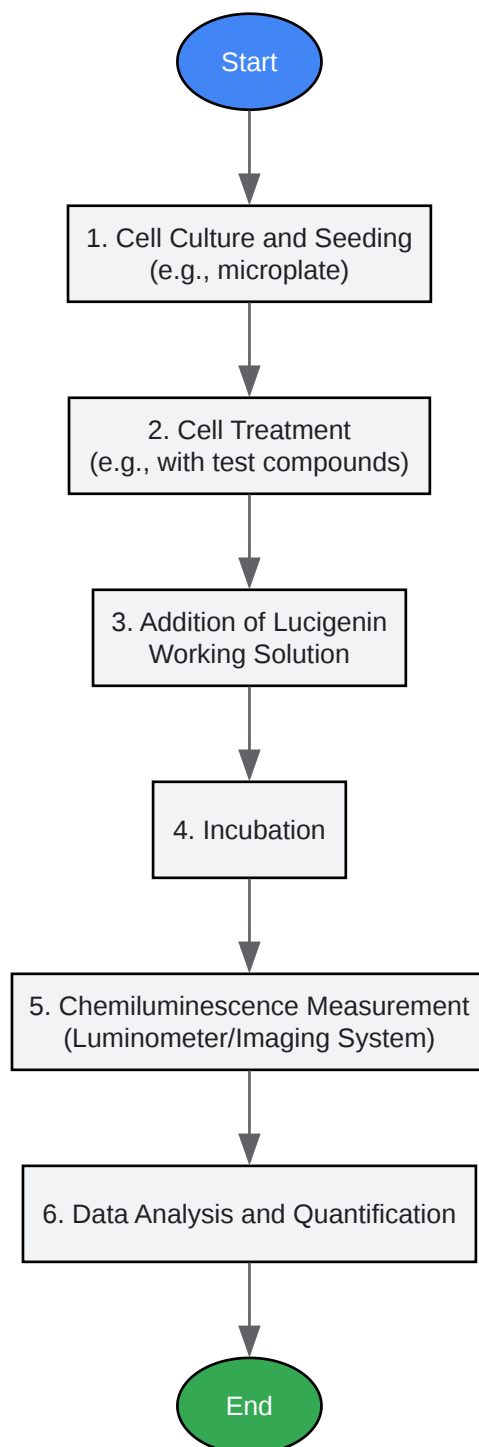 Start
1. Cell Culture and Seeding
(e.g., microplate)
2. Cell Treatment
(e.g., with test compounds)
3. Addition of Lucigenin
Working Solution
4. Incubation
5. Chemiluminescence Measurement
(Luminometer/Imaging System)
6. Data Analysis and Quantification
End